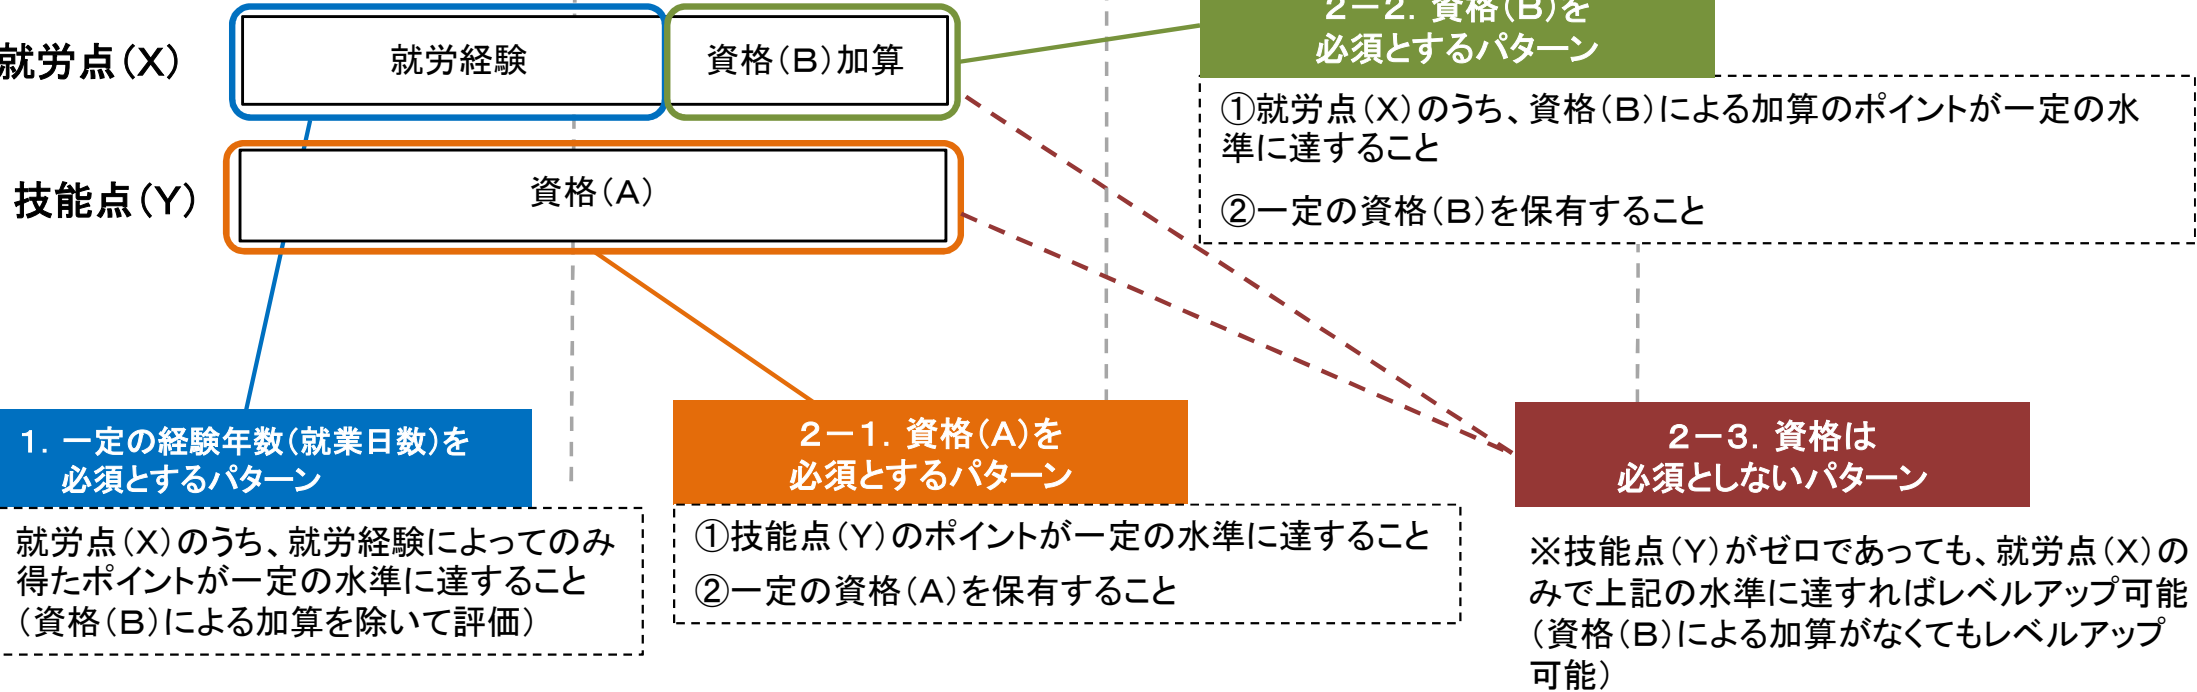 就労点(X)
就労経験
資格(B)加算
技能点(Y)
資格(A)
2-2. 資格(B)を
必須とするパターン
①就労点(X)のうち、資格(B)による加算のポイントが一定の水
準に達すること
②一定の資格(B)を保有すること
1. 一定の経験年数(就業日数)を
必須とするパターン
就労点(X)のうち、就労経験によってのみ
得たポイントが一定の水準に達すること
(資格(B)による加算を除いて評価)
2-1. 資格(A)を
必須とするパターン
①技能点(Y)のポイントが一定の水準に達すること
②一定の資格(A)を保有すること
2-3. 資格は
必須としないパターン
※技能点(Y)がゼロであっても、就労点(X)の
みで上記の水準に達すればレベルアップ可能
(資格(B)による加算がなくてもレベルアップ
可能)